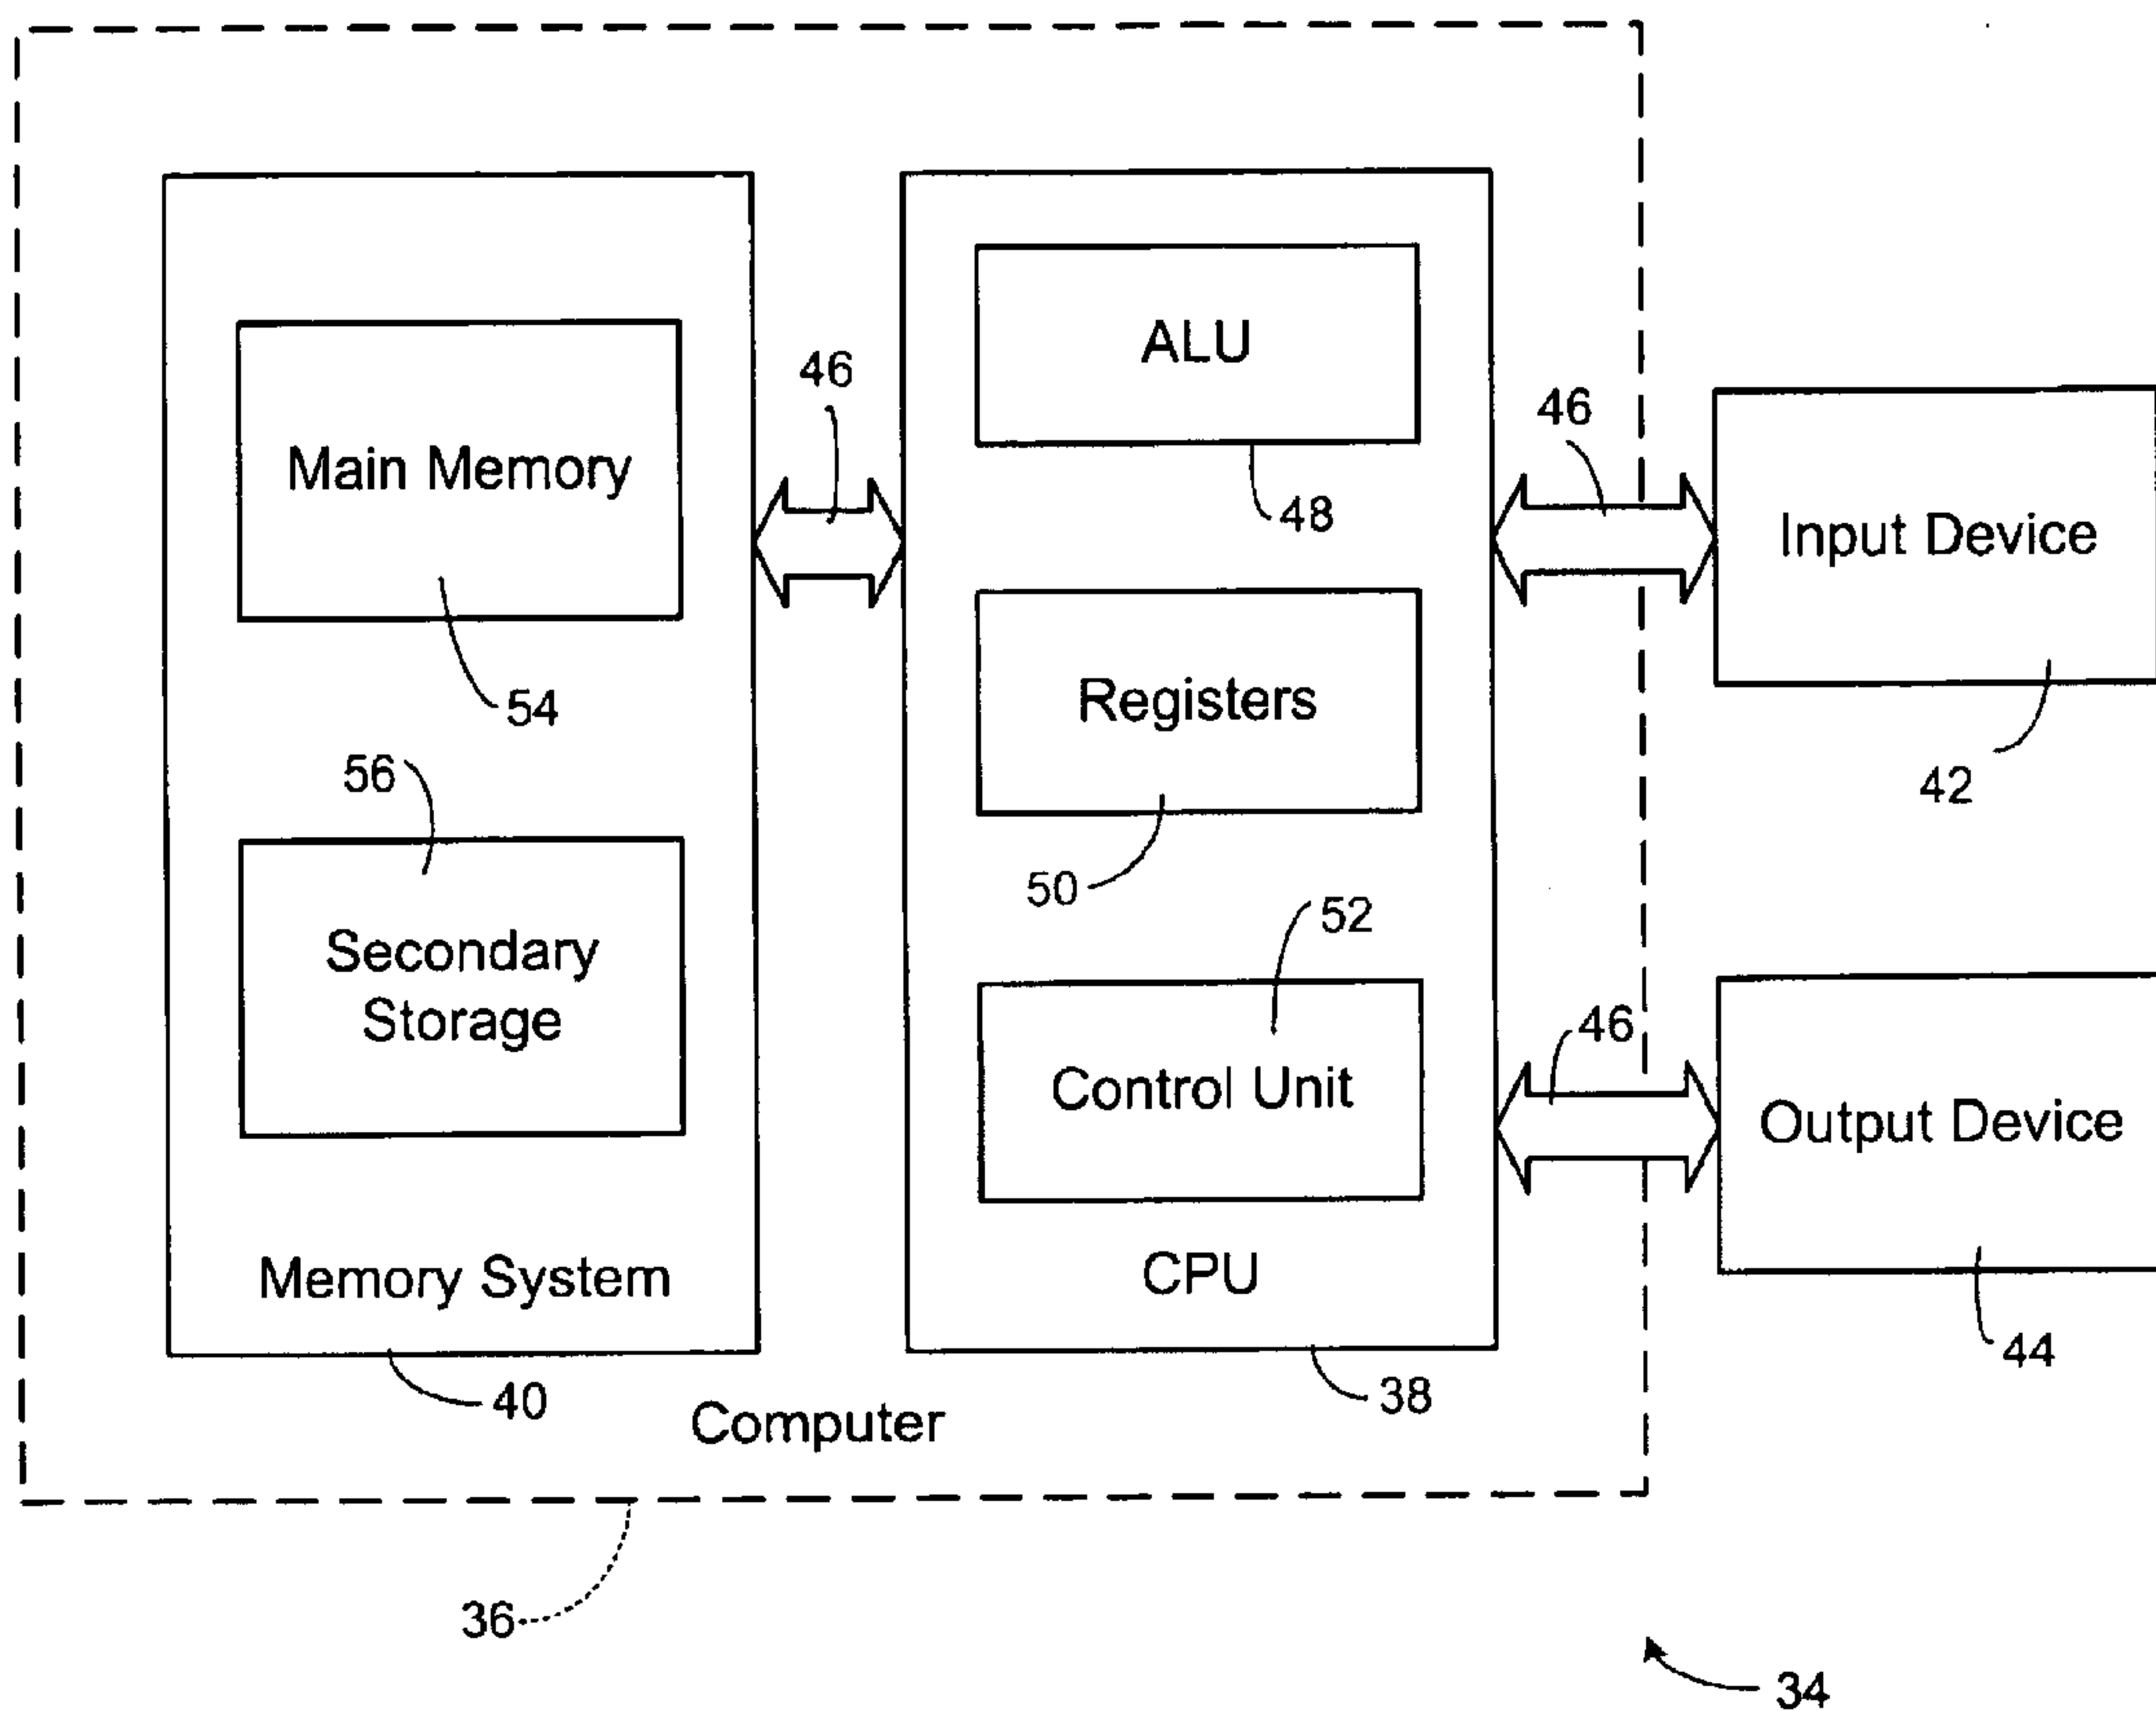 Main Memory
54
56
Secondary
Storage
Memory System
40
46
ALU
48
Registers
50
52
Control Unit
CPU
38
Computer
36
46
Input Device
42
46
Output Device
44
34